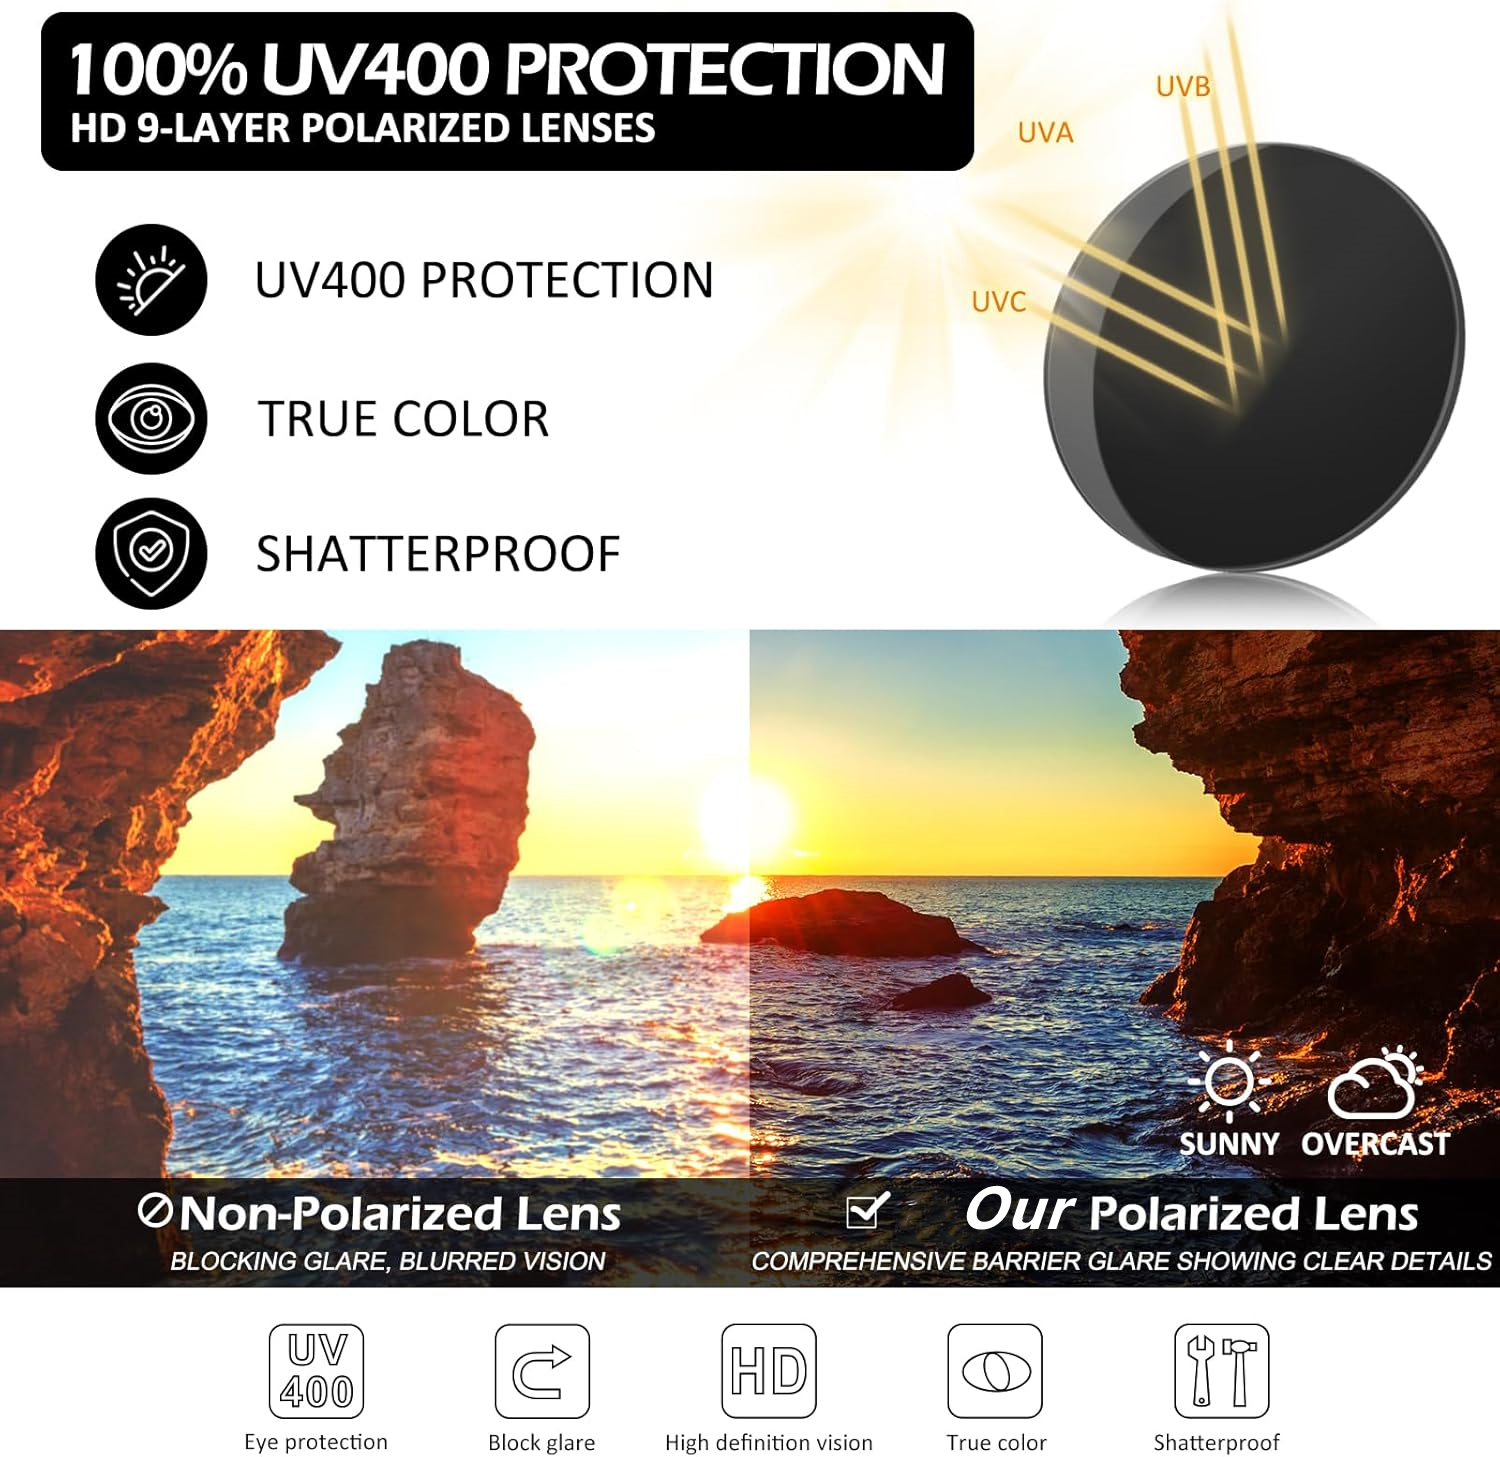 100% UV400 PROTECTION
HD 9-LAYER POLARIZED LENSES
UVB
UVA
UVC
UV400 PROTECTION
TRUE COLOR
SHATTERPROOF
SUNNY OVERCAST
Non-Polarized Lens
BLOCKING GLARE, BLURRED VISION
Our Polarized Lens
COMPREHENSIVE BARRIER GLARE SHOWING CLEAR DETAILS
UV
400
HD
Eye protection
Block glare
High definition vision
True color
Shatterproof